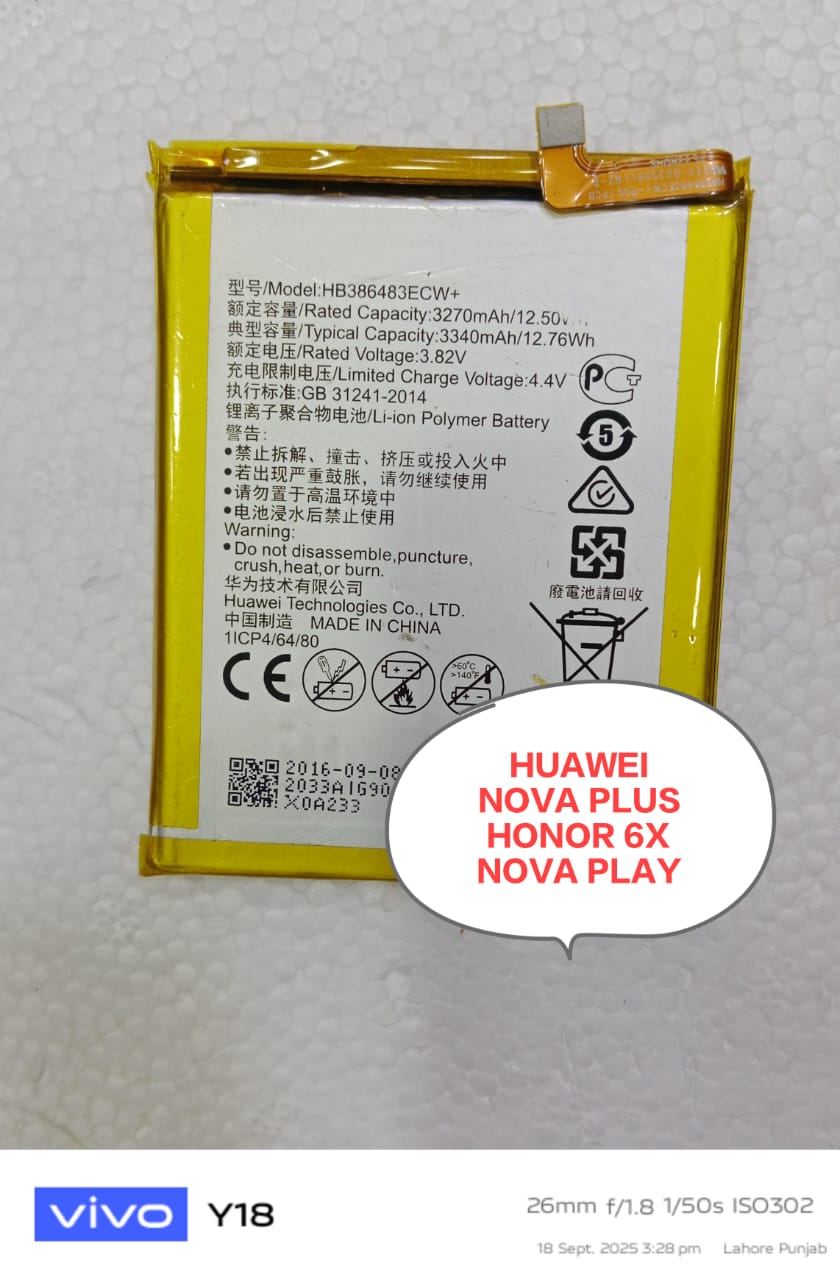 型号/Model:HB386483ECW+
额定容量/Rated Capacity:3270mAh/12.50
典型容量/Typical Capacity:3340mAh/12.76Wh
额定电压/Rated Voltage:3.82V
充电限制电压/Limited Charge Voltage:4.4V
执行标准:GB 31241-2014
锂离子聚合物电池/Li-ion Polymer Battery
警告:
•禁止拆解、撞击、挤压或投入火中
•若出现严重鼓胀，请勿继续使用
•请勿置于高温环境中
•电池浸水后禁止使用
Warning:
•Do not disassemble,puncture,
crush,heat,or burn.
华为技术有限公司
Huawei Technologies Co., LTD.
中国制造 MADE IN CHINA
1ICP4/64/80
PCT
5
廢電池請回收
CE
>60°C
>140°F
2016-09-08
2033AIG90
X0A233
HUAWEI
NOVA PLUS
HONOR 6X
NOVA PLAY
vivo Y18
26mm f/1.8 1/50s ISO302
18 Sept. 2025 3:28 pm Lahore Punjab